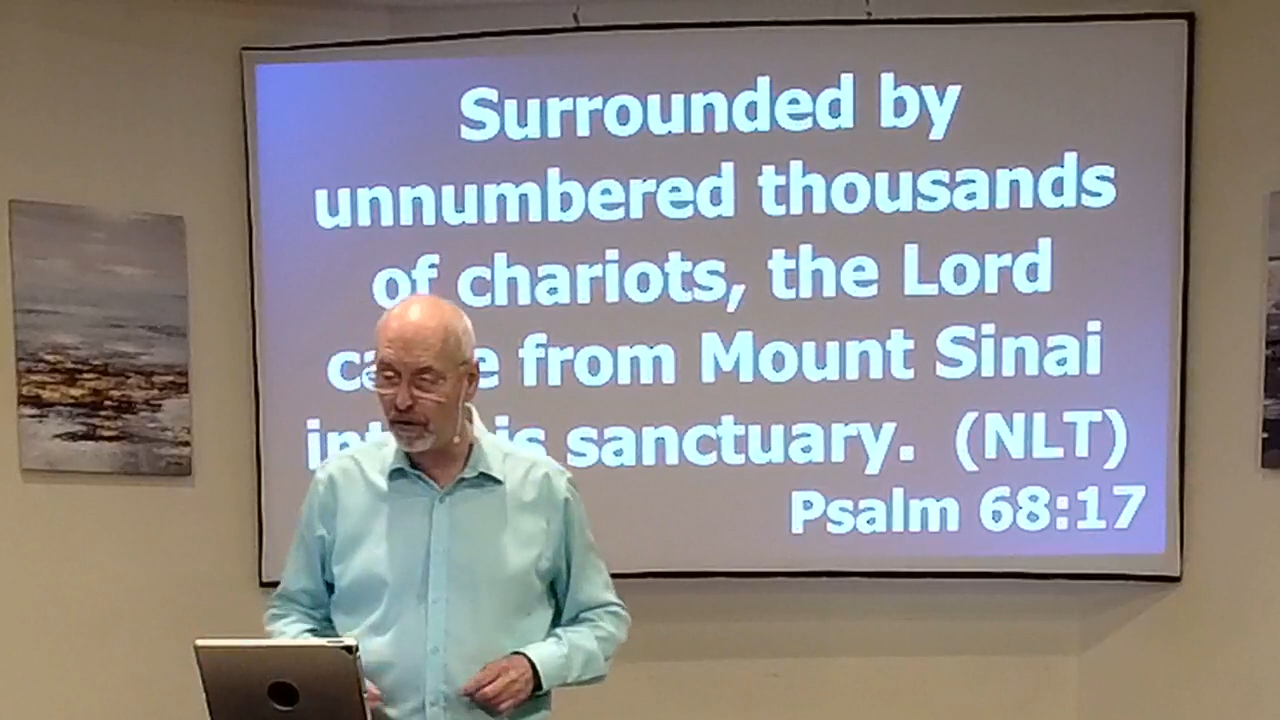 Surrounded by
unnumbered thousands
of chariots, the Lord
from Mount Sinai
sanctuary. (NLT)
Psalm 68:17